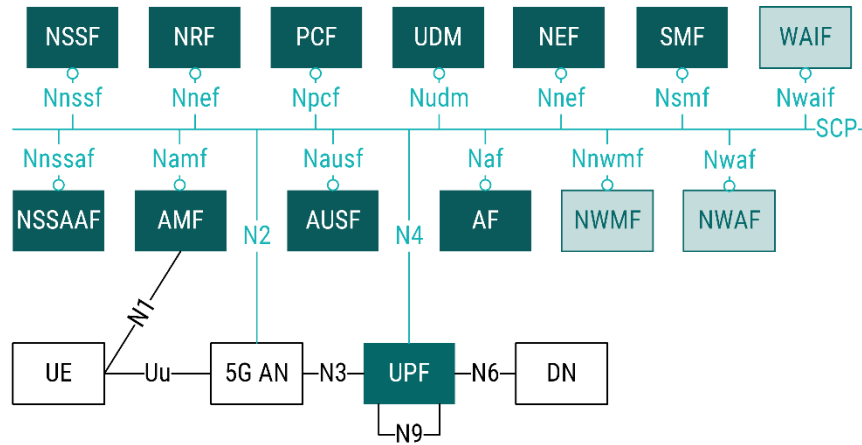 NSSF NRF PCF UDM NEF SMF WAIF
Nnssf Nnef Npcf Nudm Nnef Nsmf Nwaif
SCP
Nnssaf Namf Nausf Naf Nnwmf Nwaf
NSSAAF AMF N2 AUSF N4 AF NWMF NWAF
N1
UE Uu 5G AN N3 UPF N6 DN
N9